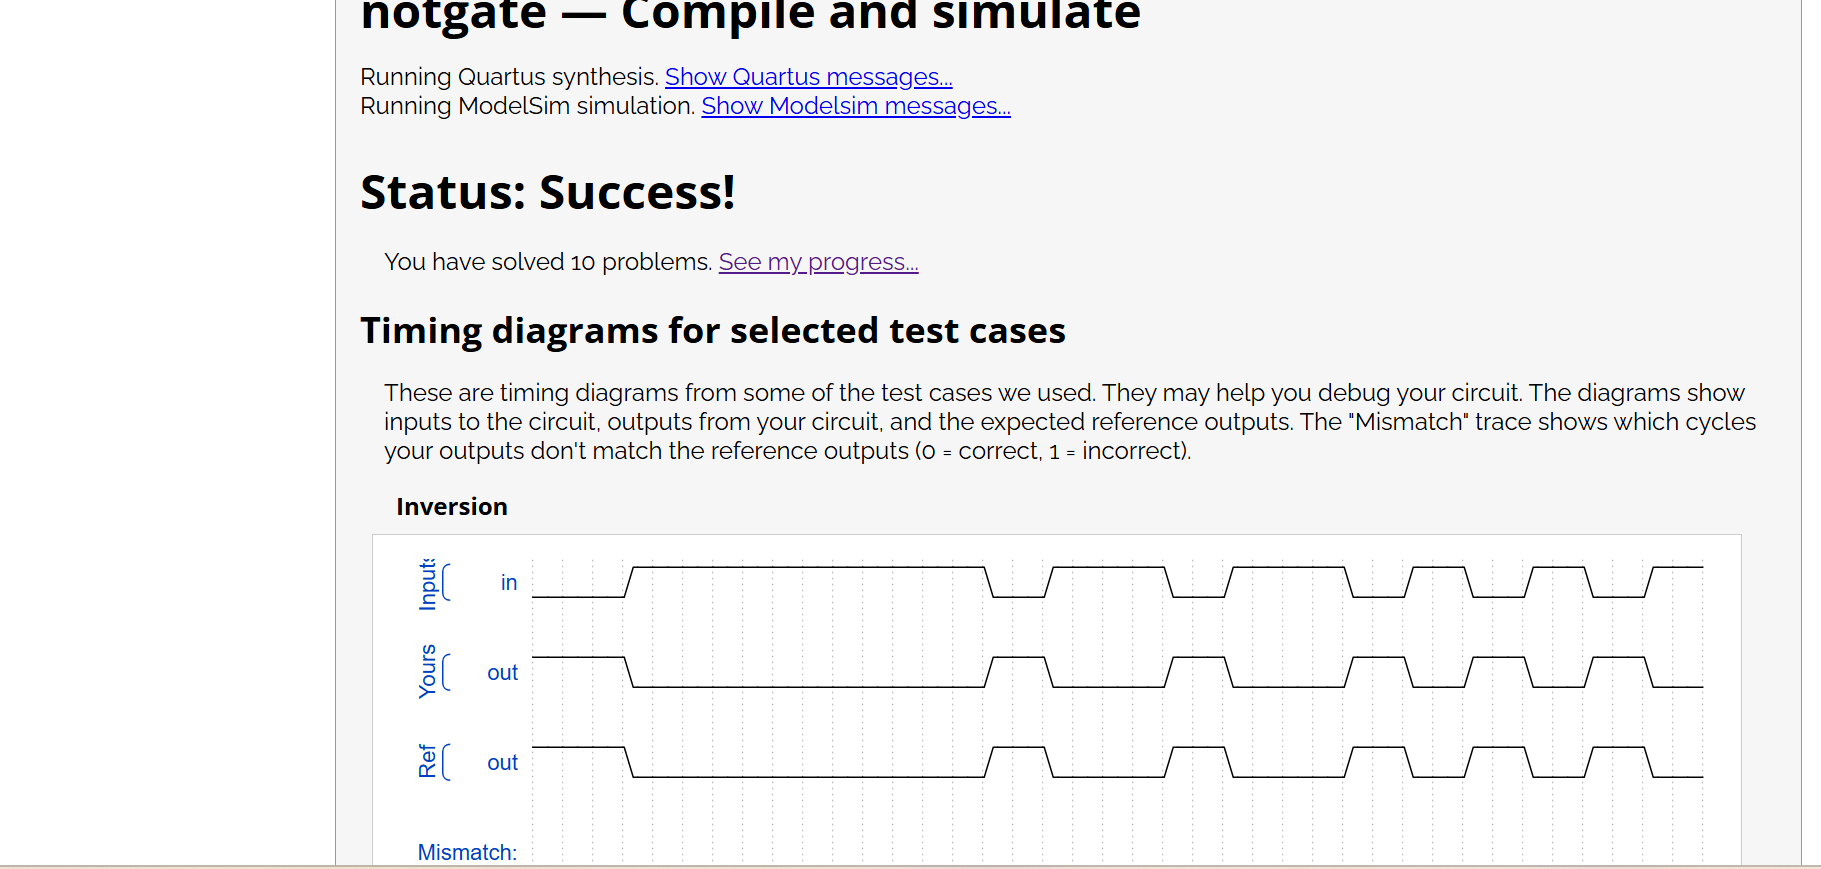 notgate — Compile and simulate
Running Quartus synthesis. Show Quartus messages...
Running ModelSim simulation. Show Modelsim messages...
Status: Success!
You have solved 10 problems. See my progress...
Timing diagrams for selected test cases
These are timing diagrams from some of the test cases we used. They may help you debug your circuit. The diagrams show
inputs to the circuit, outputs from your circuit, and the expected reference outputs. The "Mismatch" trace shows which cycles
your outputs don't match the reference outputs (0 = correct, 1 = incorrect).
Inversion
Inputs
in
Yours
out
Ref
out
Mismatch: